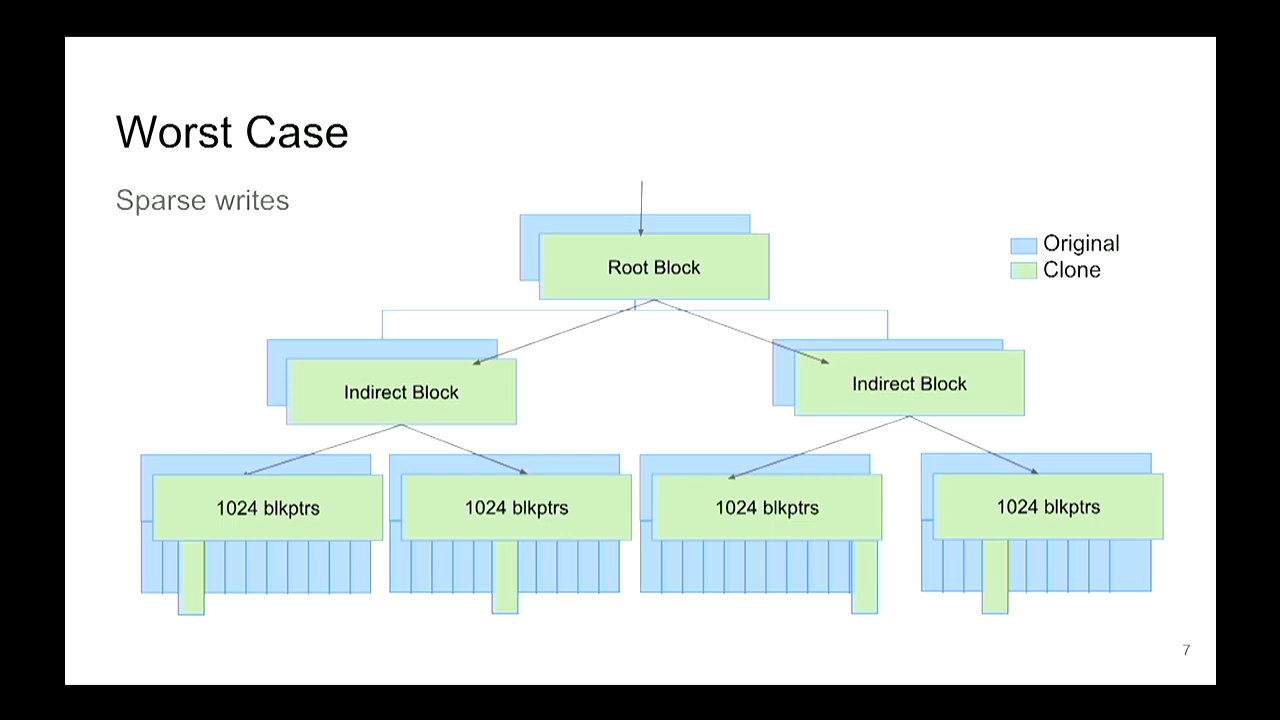 Worst Case
Sparse writes
Original
Clone
Root Block
Indirect Block
Indirect Block
1024 blkptrs
1024 blkptrs
1024 blkptrs
1024 blkptrs
7